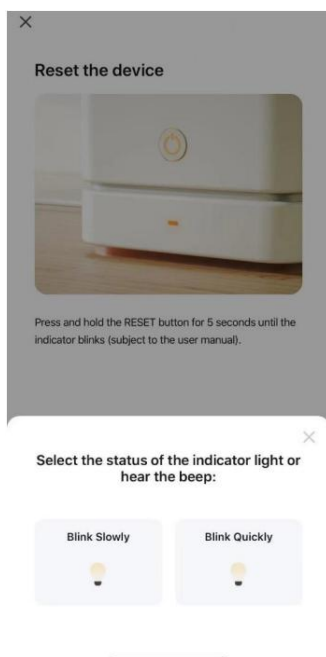 Reset the device
Press and hold the RESET button for 5 seconds until the
indicator blinks (subject to the user manual).
Select the status of the indicator light or
hear the beep:
Blink Slowly
Blink Quickly